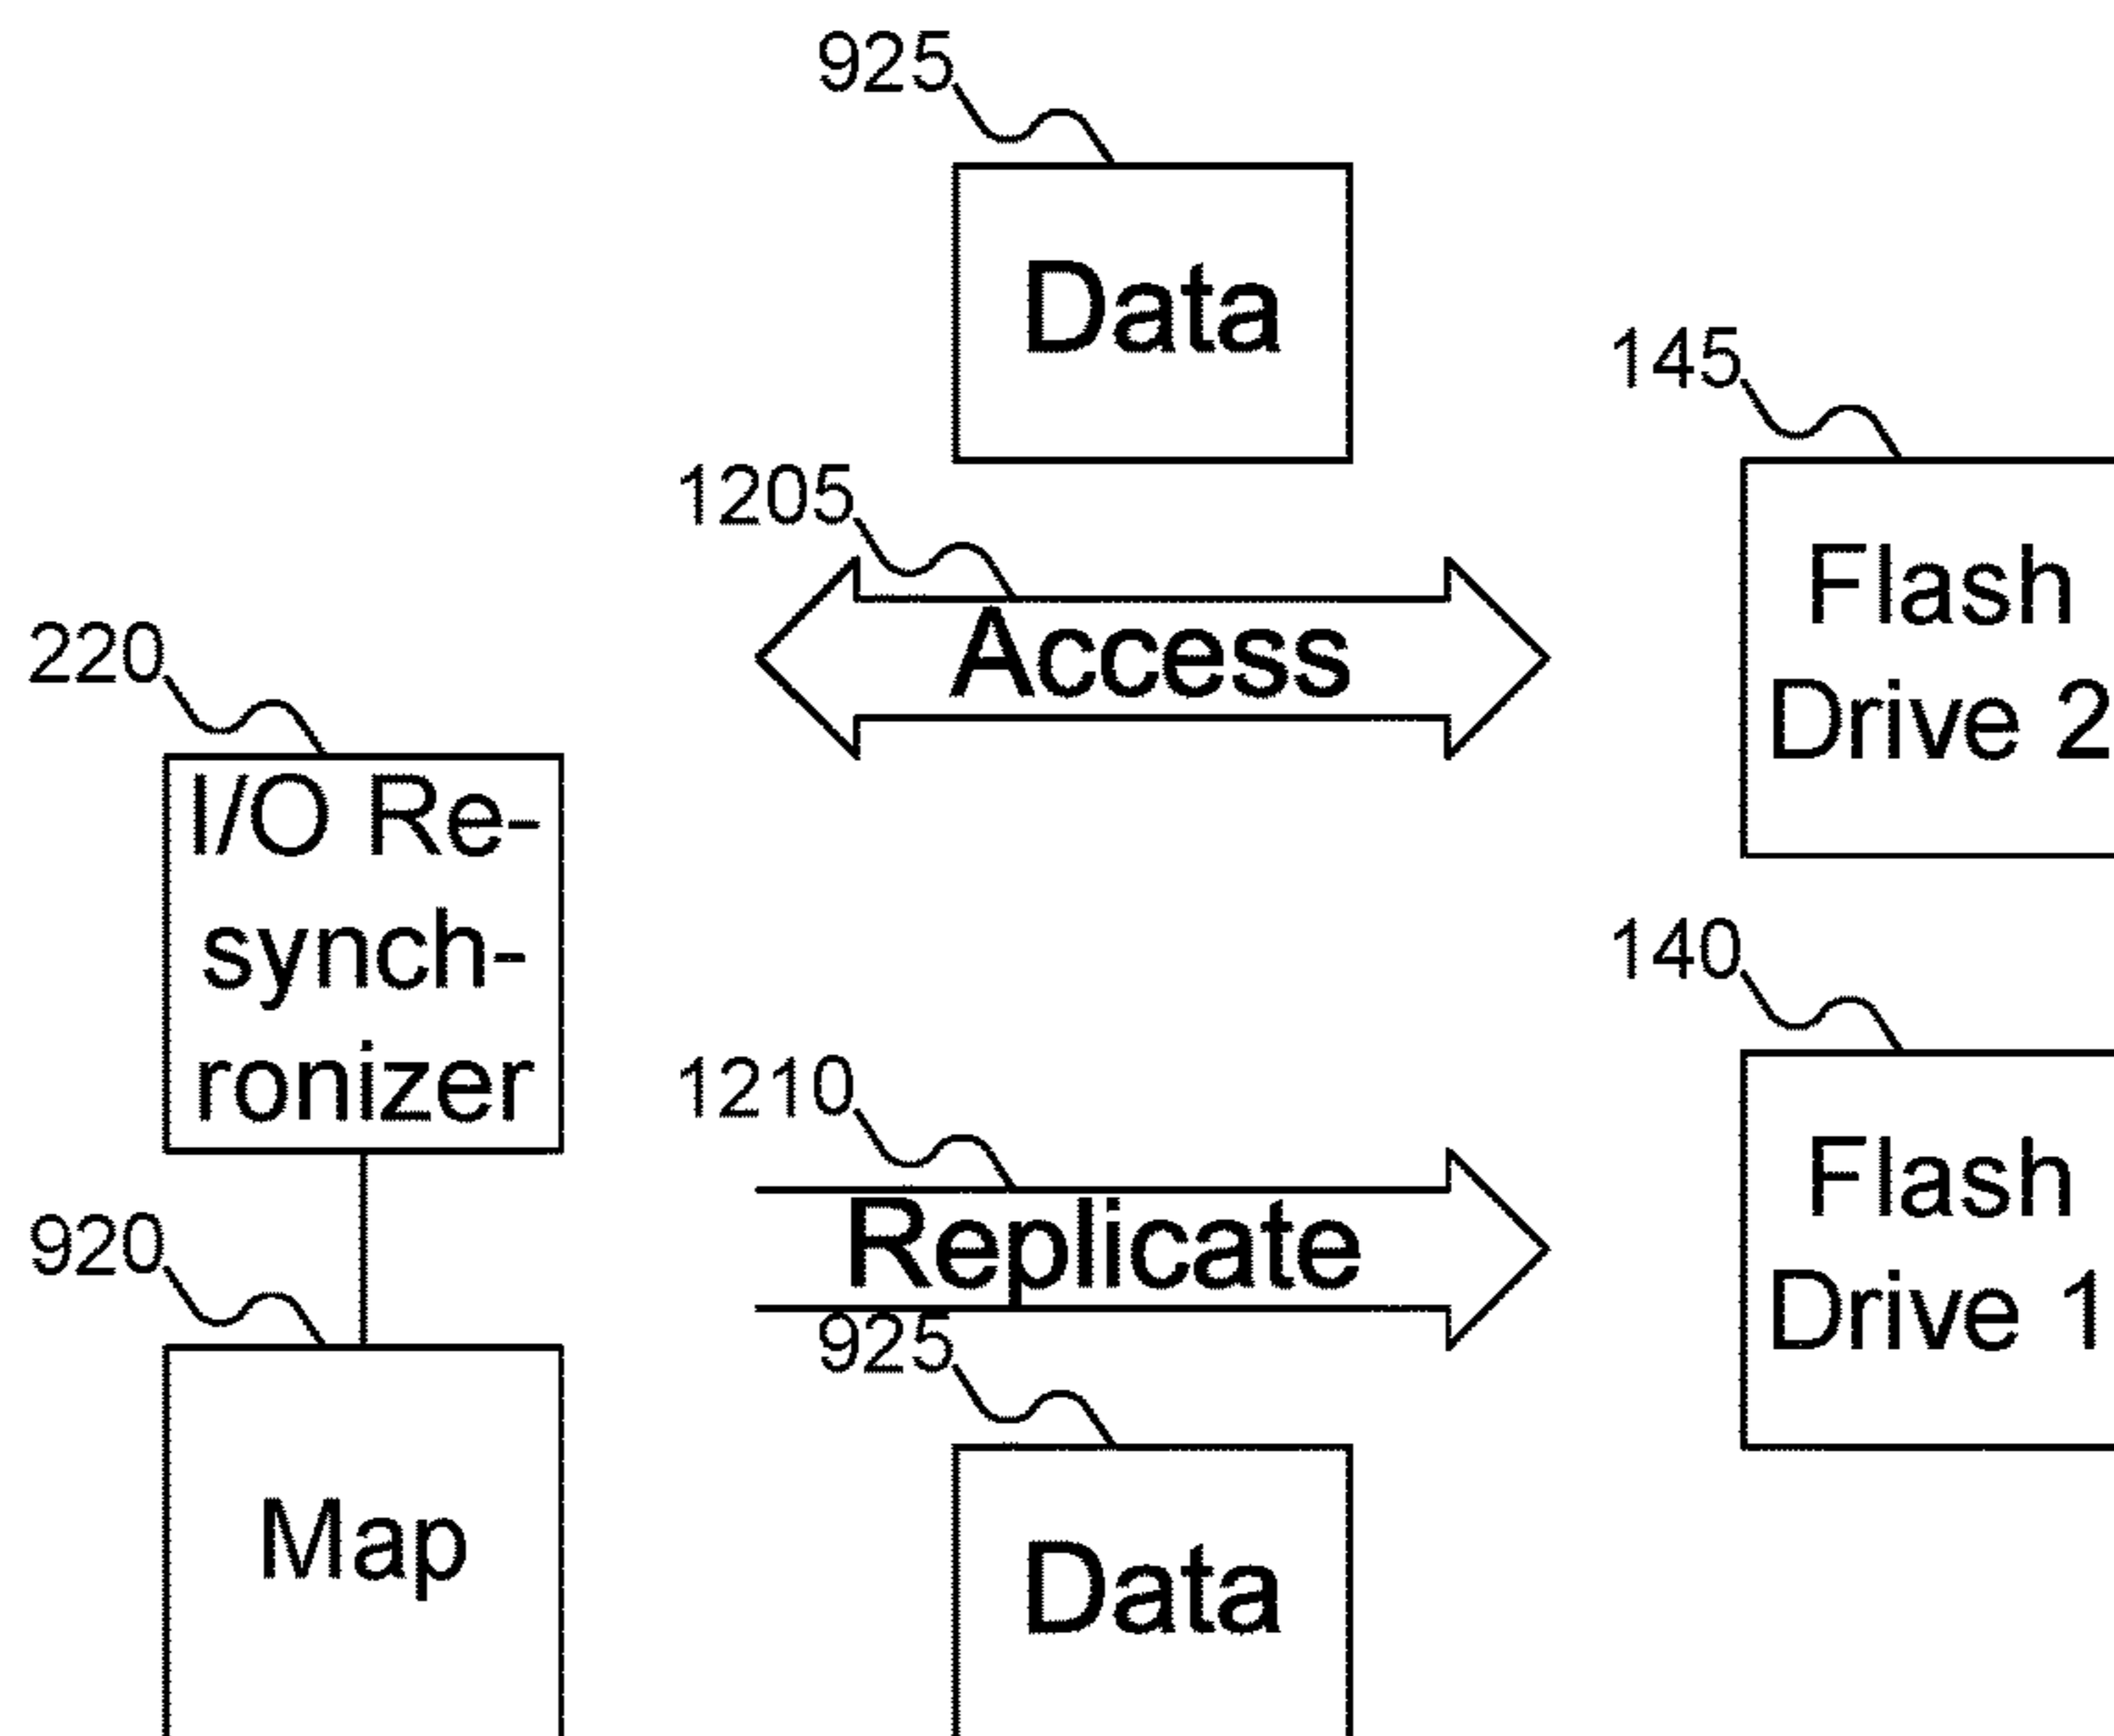 925
Data
145
1205
Flash
Drive 2
Access
220
I/O Re-
synch-
ronizer
140
1210
Flash
Drive 1
Replicate
920
925
Map
Data